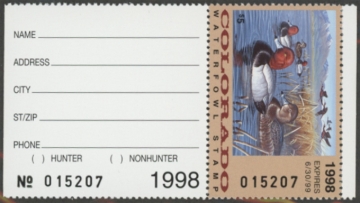 NAME
ADDRESS
CITY
ST/ZIP
PHONE
( ) HUNTER ( ) NONHUNTER
№ 015207 1998
$5
COLORADO
WATERFOWL STAMP
015207
1998
EXPIRES
6/30/99